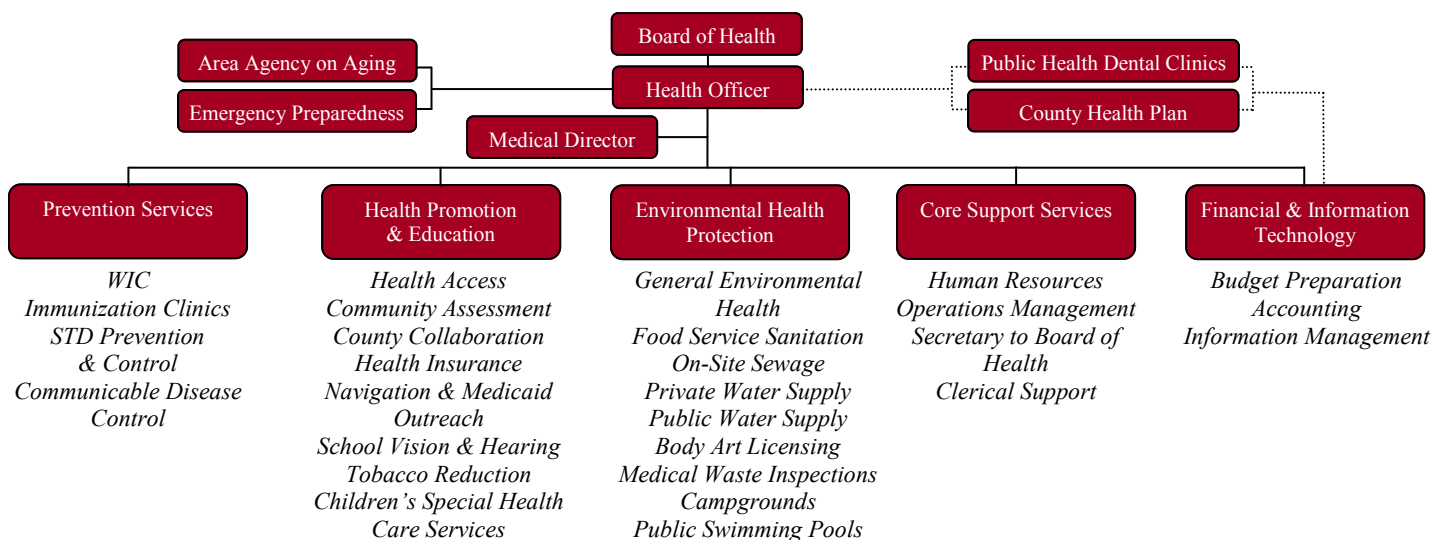 Board of Health
Area Agency on Aging
Public Health Dental Clinics
Health Officer
Emergency Preparedness
County Health Plan
Medical Director
Prevention Services
WIC
Immunization Clinics
STD Prevention
& Control
Communicable Disease
Control
Health Promotion
& Education
Health Access
Community Assessment
County Collaboration
Health Insurance
Navigation & Medicaid
Outreach
School Vision & Hearing
Tobacco Reduction
Children’s Special Health
Care Services
Environmental Health
Protection
General Environmental
Health
Food Service Sanitation
On-Site Sewage
Private Water Supply
Public Water Supply
Body Art Licensing
Medical Waste Inspections
Campgrounds
Public Swimming Pools
Core Support Services
Human Resources
Operations Management
Secretary to Board of
Health
Clerical Support
Financial & Information
Technology
Budget Preparation
Accounting
Information Management